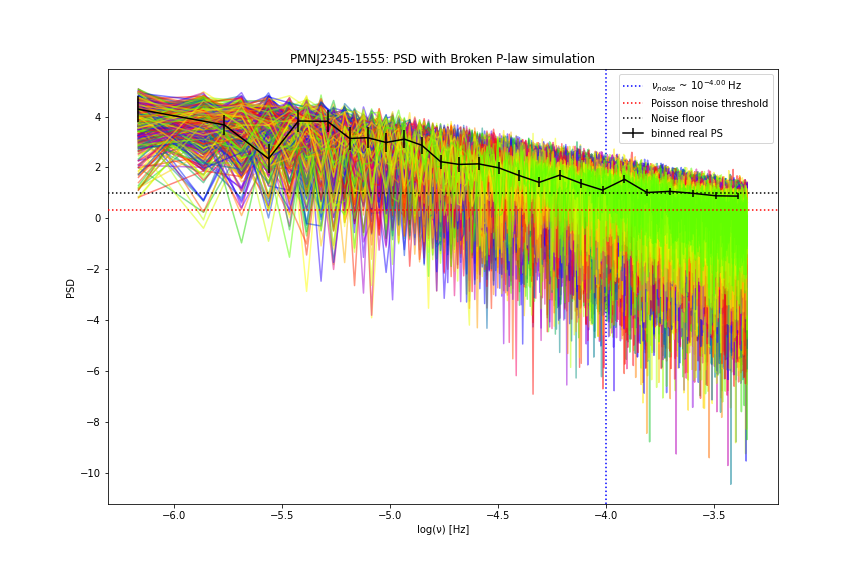 PMNJ2345-1555: PSD with Broken P-law simulation
ν_noise ~ 10^−4.00 Hz
Poisson noise threshold
Noise floor
binned real PS
4
2
0
−2
−4
−6
−8
−10
PSD
−6.0
−5.5
−5.0
−4.5
−4.0
−3.5
log(ν) [Hz]